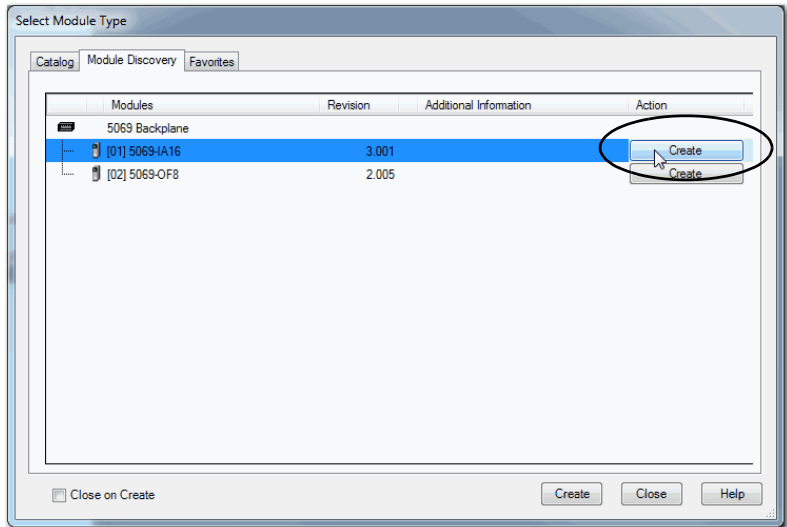 Select Module Type
Catalog Module Discovery Favorites
Modules Revision Additional Information Action
5069 Backplane
[01] 5069-IA16 3.001 Create
[02] 5069-OF8 2.005 Create
Close on Create Create Close Help